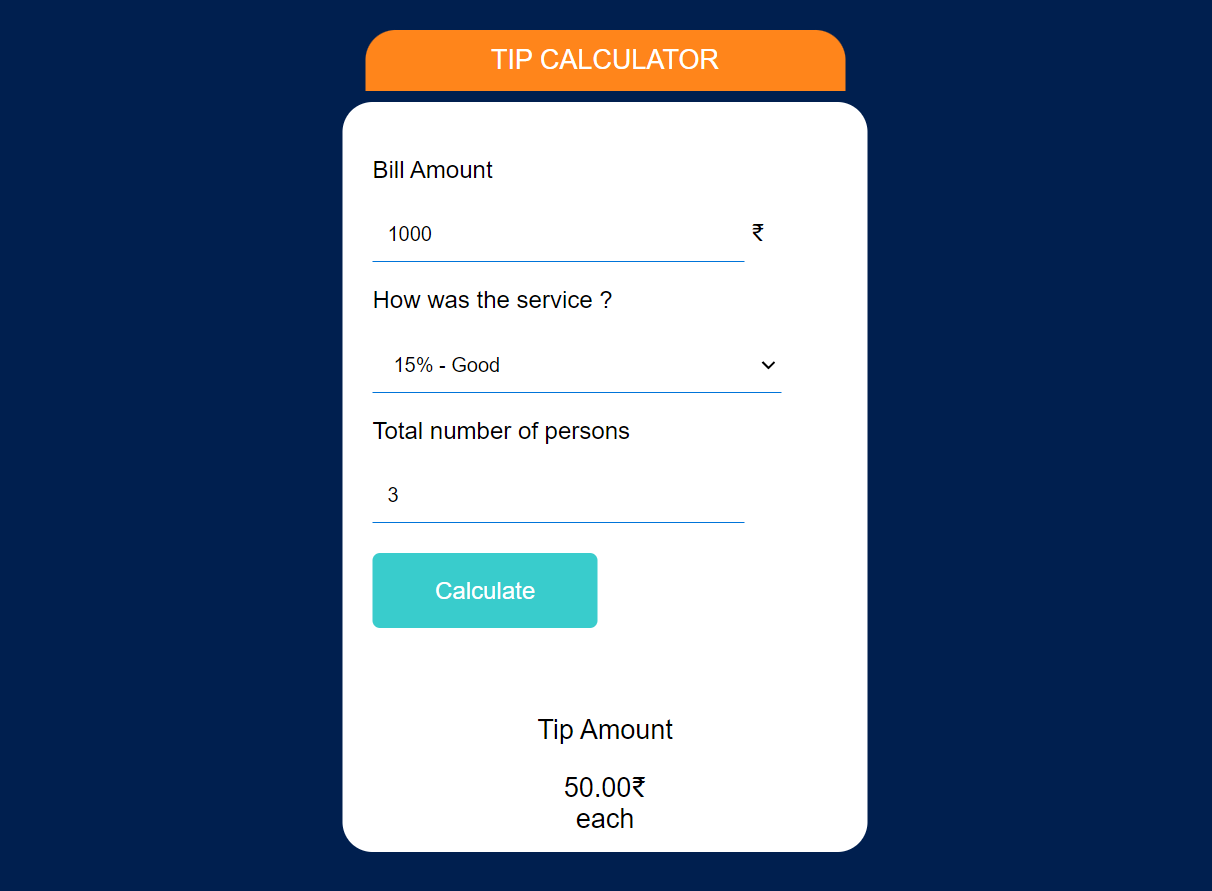 TIP CALCULATOR
Bill Amount
1000 ₹
How was the service ?
15% - Good
Total number of persons
3
Calculate
Tip Amount
50.00₹
each